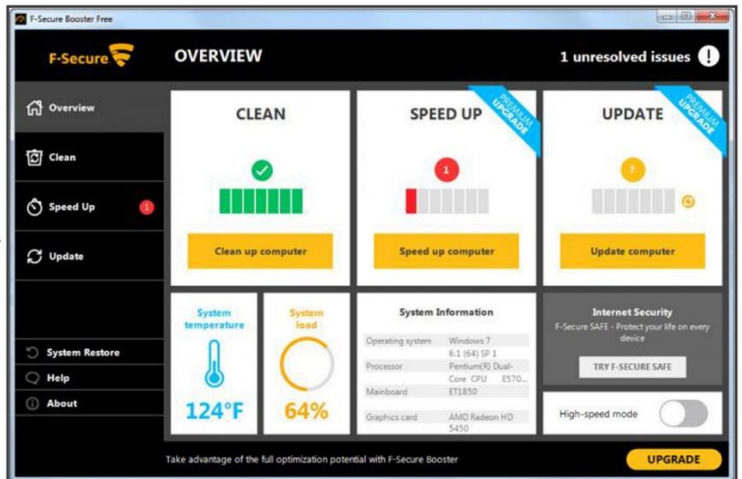 F-Secure Booster Free
F-Secure
OVERVIEW
1 unresolved issues !
Overview
Clean
Speed Up 1
Update
System Restore
Help
About
CLEAN
Clean up computer
SPEED UP
PREMIUM
UPGRADE
1
Speed up computer
UPDATE
PREMIUM
UPGRADE
?
Update computer
System
temperature
124°F
System
load
64%
System Information
Operating system Windows 7
6.1 (64) SP 1
Processor Pentium(R) Dual-
Core CPU E570...
Mainboard ET1850
Graphics card AMD Radeon HD
5450
Internet Security
F-Secure SAFE - Protect your life on every
device
TRY F-SECURE SAFE
High-speed mode
Take advantage of the full optimization potential with F-Secure Booster
UPGRADE